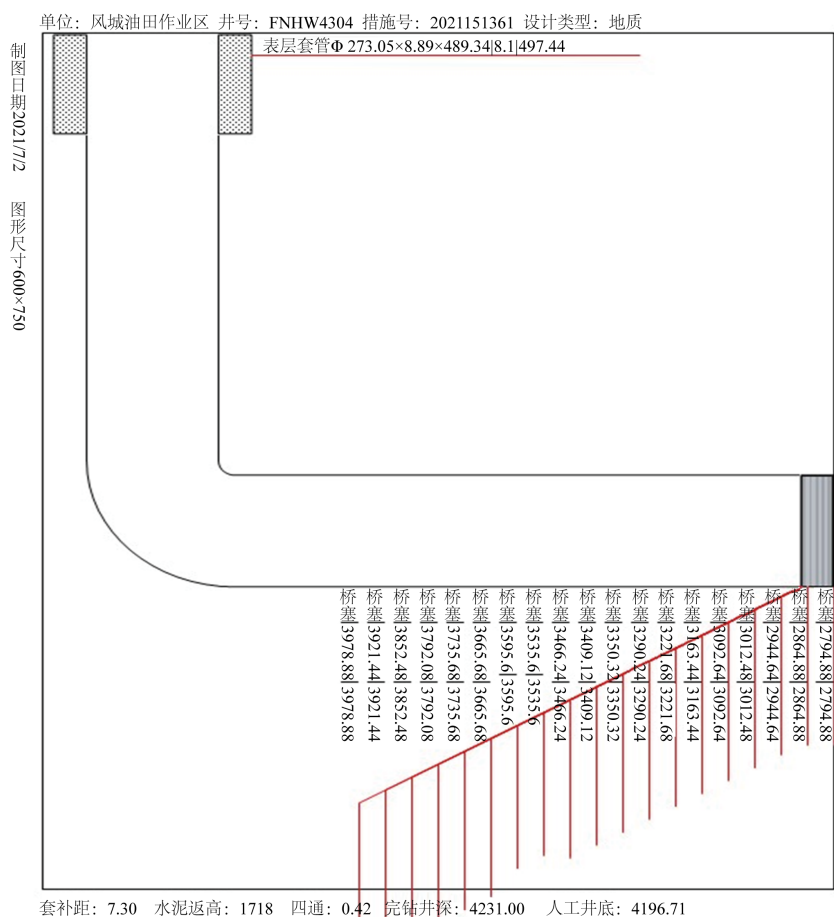 单位：风城油田作业区 井号：FNHW4304 措施号：2021151361 设计类型：地质
表层套管Φ 273.05×8.89×489.34|8.1|497.44
制图日期2021/7/2 图形尺寸600×750
桥塞|3978.88|3978.88
桥塞|3921.44|3921.44
桥塞|3852.48|3852.48
桥塞|3792.08|3792.08
桥塞|3735.68|3735.68
桥塞|3665.68|3665.68
桥塞|3595.6|3595.6
桥塞|3535.6|3535.6
桥塞|3466.24|3466.24
桥塞|3409.12|3409.12
桥塞|3350.32|3350.32
桥塞|3290.24|3290.24
桥塞|3221.68|3221.68
桥塞|3163.44|3163.44
桥塞|3092.64|3092.64
桥塞|3012.48|3012.48
桥塞|2944.64|2944.64
桥塞|2864.88|2864.88
桥塞|2794.88|2794.88
套补距：7.30 水泥返高：1718 四通：0.42 完钻井深：4231.00 人工井底：4196.71